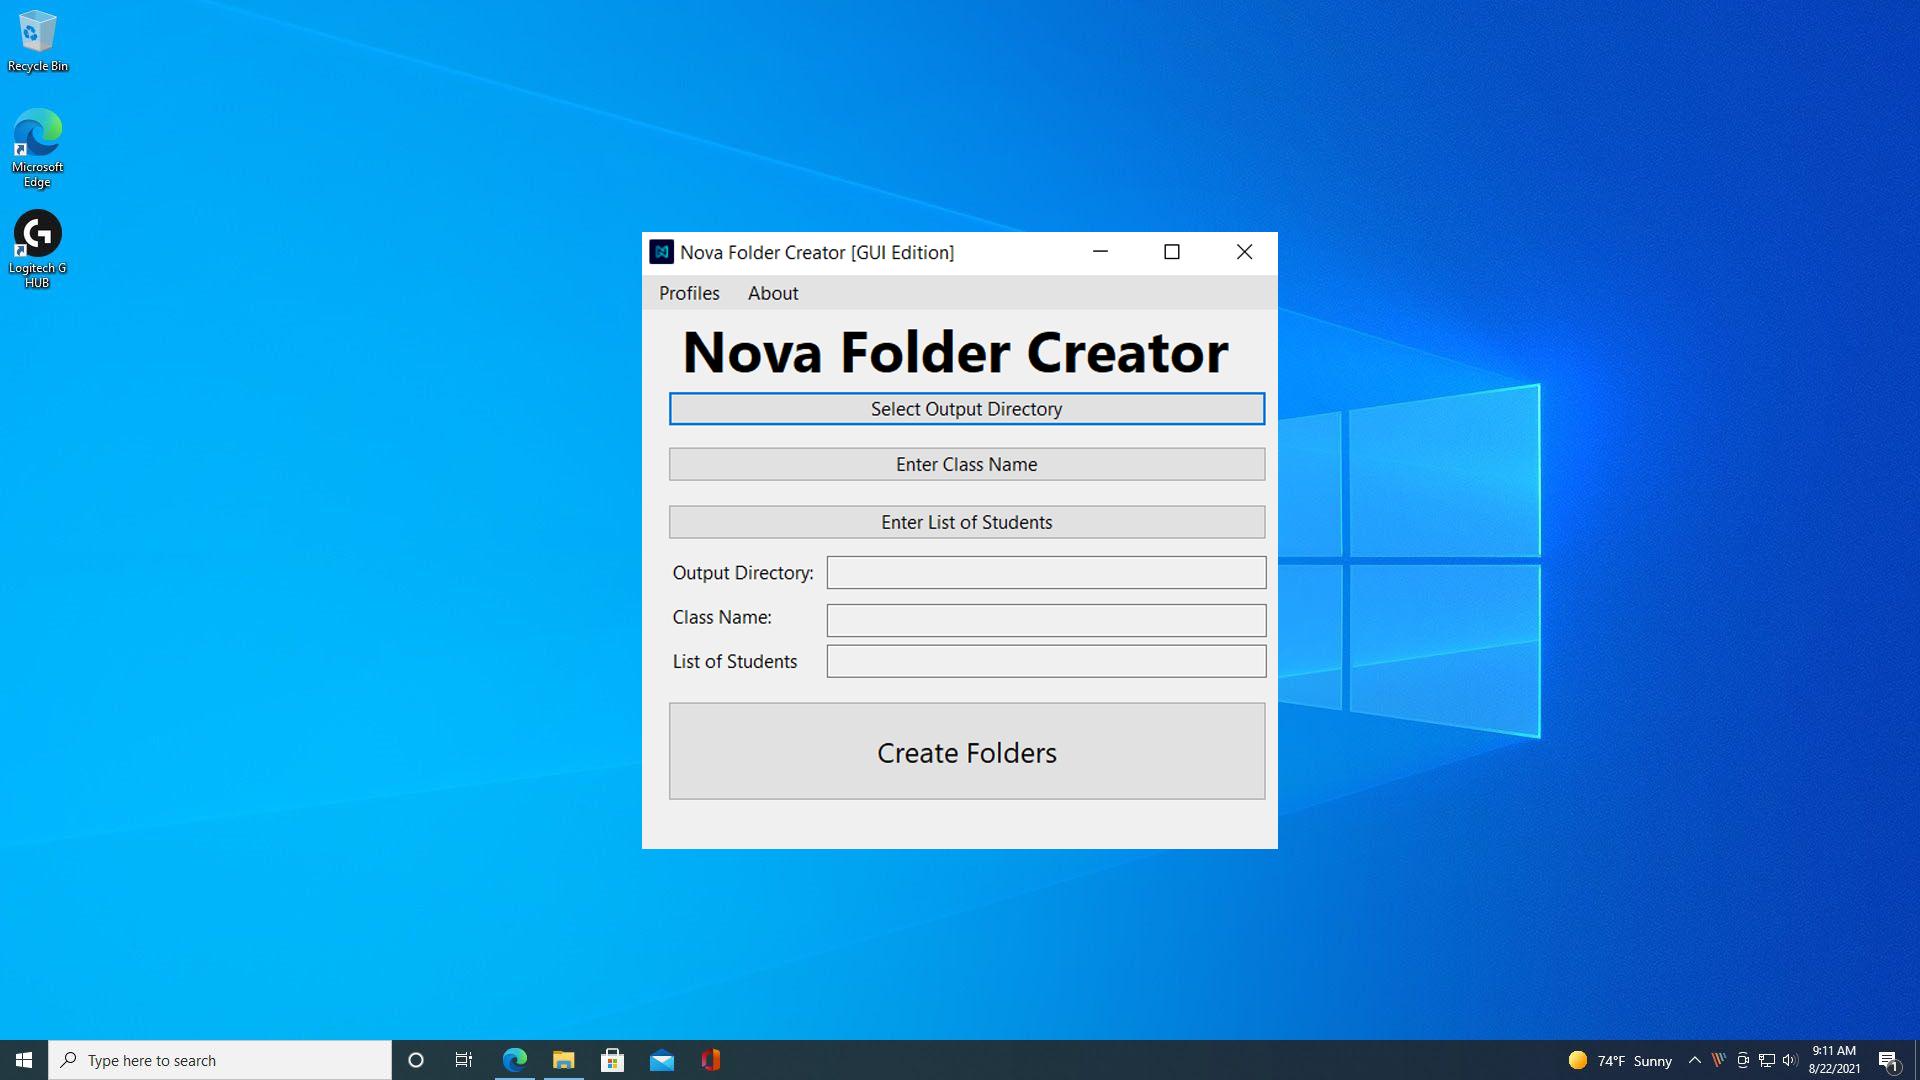 Recycle Bin
Microsoft
Edge
Logitech G
HUB
Nova Folder Creator [GUI Edition]
Profiles About
Nova Folder Creator
Select Output Directory
Enter Class Name
Enter List of Students
Output Directory:
Class Name:
List of Students
Create Folders
Type here to search
74°F Sunny
9:11 AM
8/22/2021
1